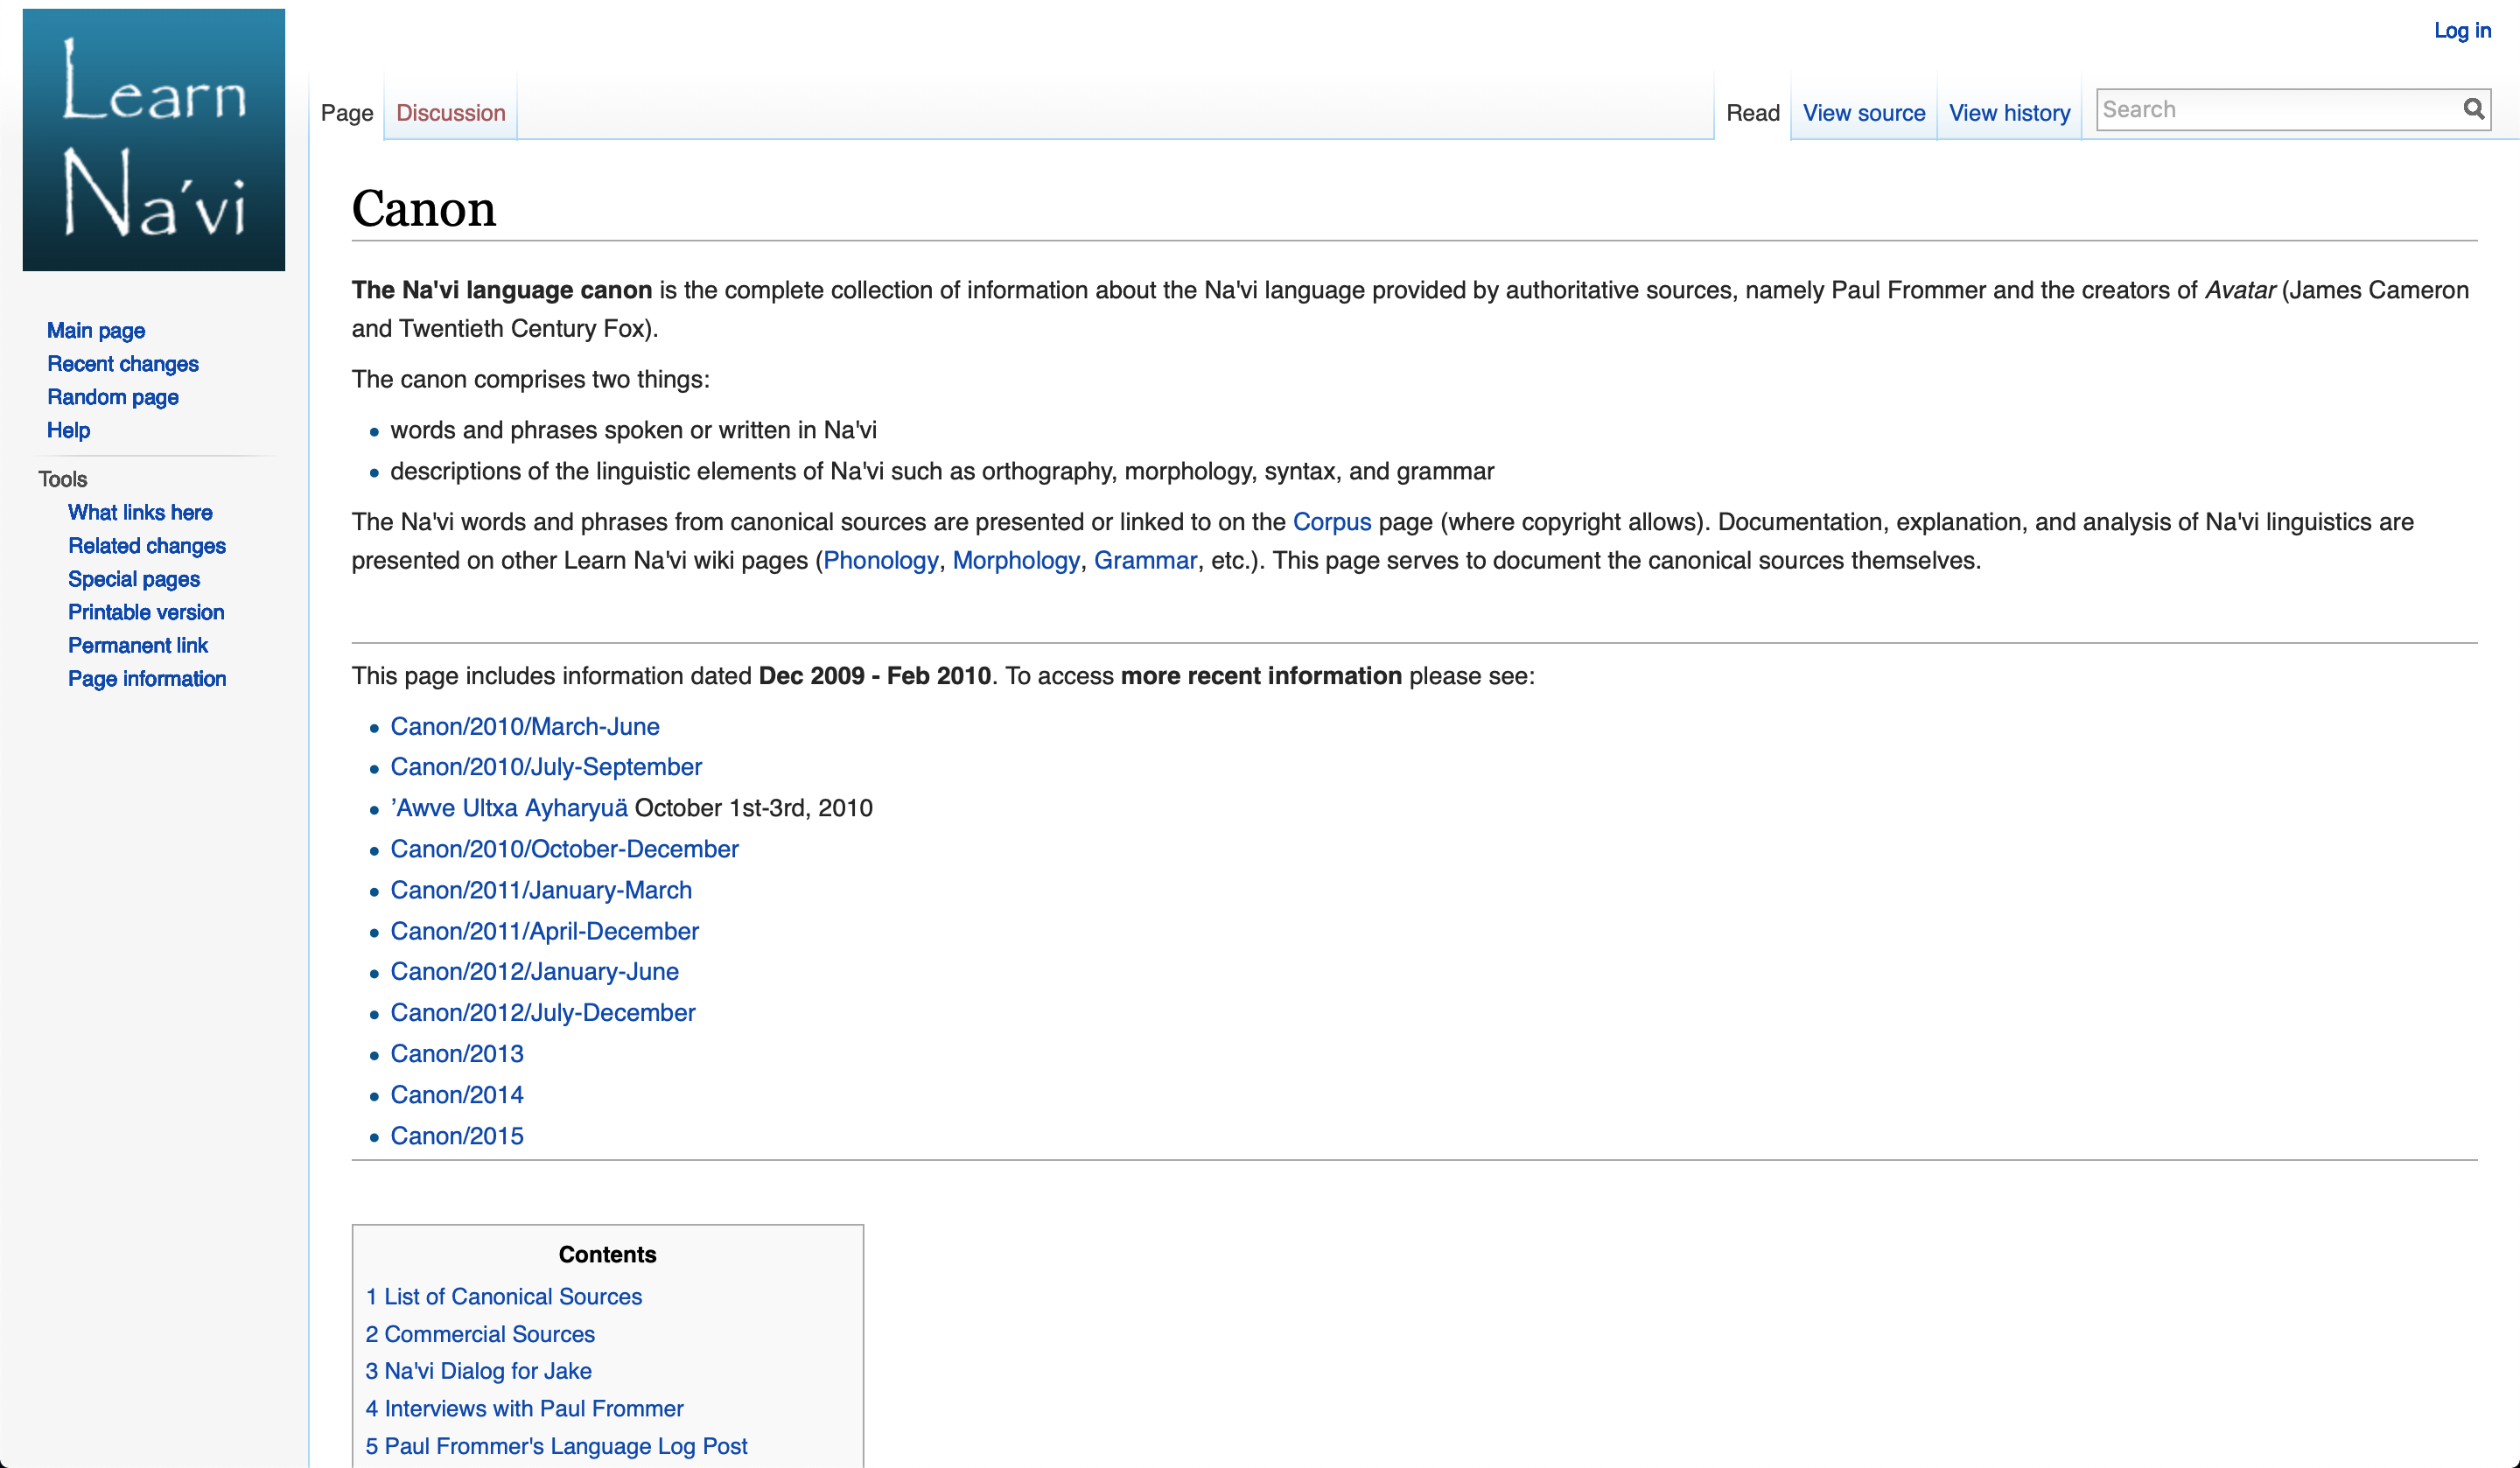 Learn
Na'vi
Log in
Page
Discussion
Read
View source
View history
Search
Main page
Recent changes
Random page
Help
Tools
What links here
Related changes
Special pages
Printable version
Permanent link
Page information
Canon
The Na'vi language canon is the complete collection of information about the Na'vi language provided by authoritative sources, namely Paul Frommer and the creators of Avatar (James Cameron
and Twentieth Century Fox).
The canon comprises two things:
words and phrases spoken or written in Na'vi
descriptions of the linguistic elements of Na'vi such as orthography, morphology, syntax, and grammar
The Na'vi words and phrases from canonical sources are presented or linked to on the Corpus page (where copyright allows). Documentation, explanation, and analysis of Na'vi linguistics are
presented on other Learn Na'vi wiki pages (Phonology, Morphology, Grammar, etc.). This page serves to document the canonical sources themselves.
This page includes information dated Dec 2009 - Feb 2010. To access more recent information please see:
Canon/2010/March-June
Canon/2010/July-September
’Awve Ultxa Ayharyuä October 1st-3rd, 2010
Canon/2010/October-December
Canon/2011/January-March
Canon/2011/April-December
Canon/2012/January-June
Canon/2012/July-December
Canon/2013
Canon/2014
Canon/2015
Contents
1 List of Canonical Sources
2 Commercial Sources
3 Na'vi Dialog for Jake
4 Interviews with Paul Frommer
5 Paul Frommer's Language Log Post